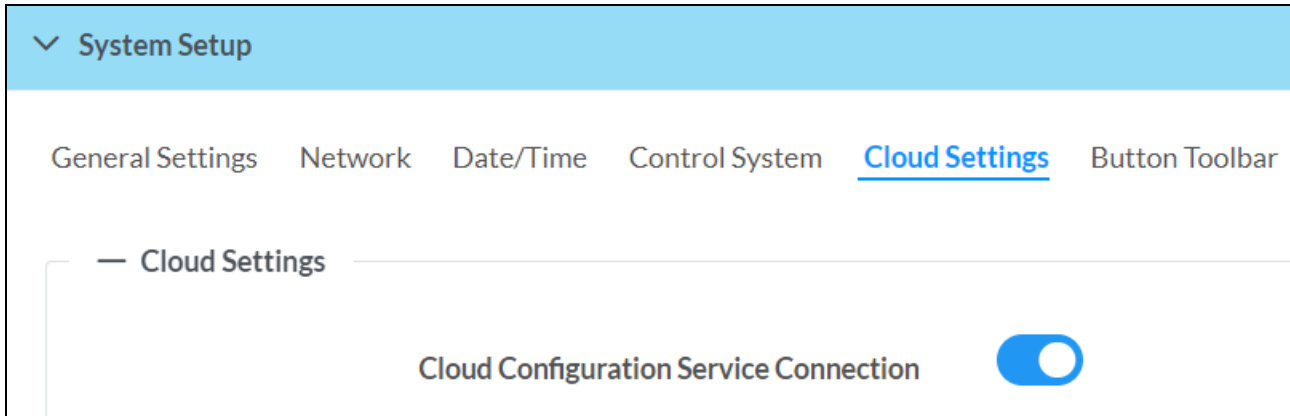 System Setup
General Settings Network Date/Time Control System Cloud Settings Button Toolbar
Cloud Settings
Cloud Configuration Service Connection